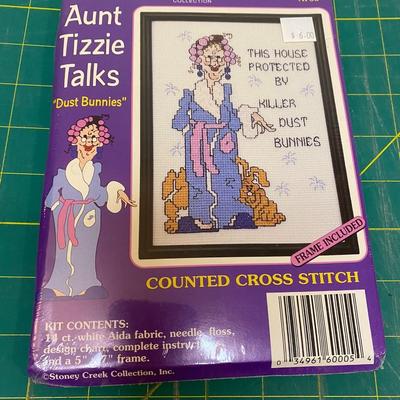 COLLECTION
Aunt
Tizzie
Talks
"Dust Bunnies"
$ 6.00
THIS HOUSE
PROTECTED
BY
KILLER
DUST
BUNNIES
FRAME INCLUDED
COUNTED CROSS STITCH
KIT CONTENTS:
14 ct. white Aida fabric, needle, floss,
design chart, complete instruc
and a 5" 7" frame.
©Stoney Creek Collection, Inc.
0 34961 60005 4